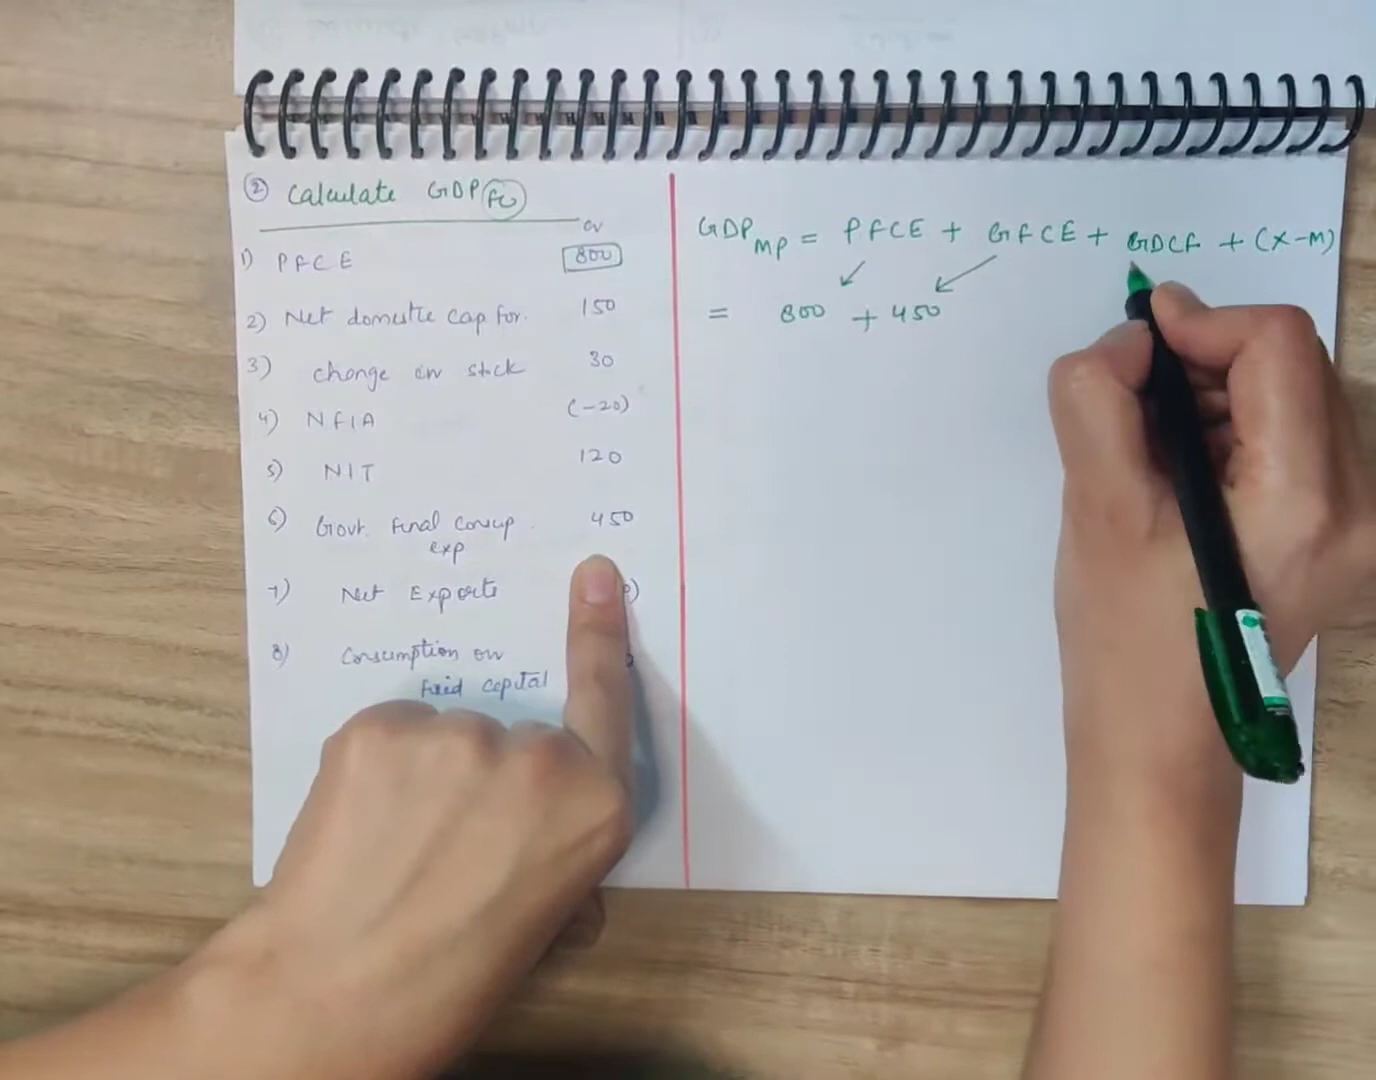 ② Calculate GDP FC
Cr
1) PFCE 800
2) Net domestic cap for. 150
3) Change in stock 30
4) NFIA (-20)
5) NIT 120
6) Govt. final consup. 450
exp
7) Net Exports
8) Consumption on
fixed capital
GDP MP = PFCE + GFCE + GDCF + (X-M)
= 800 + 450